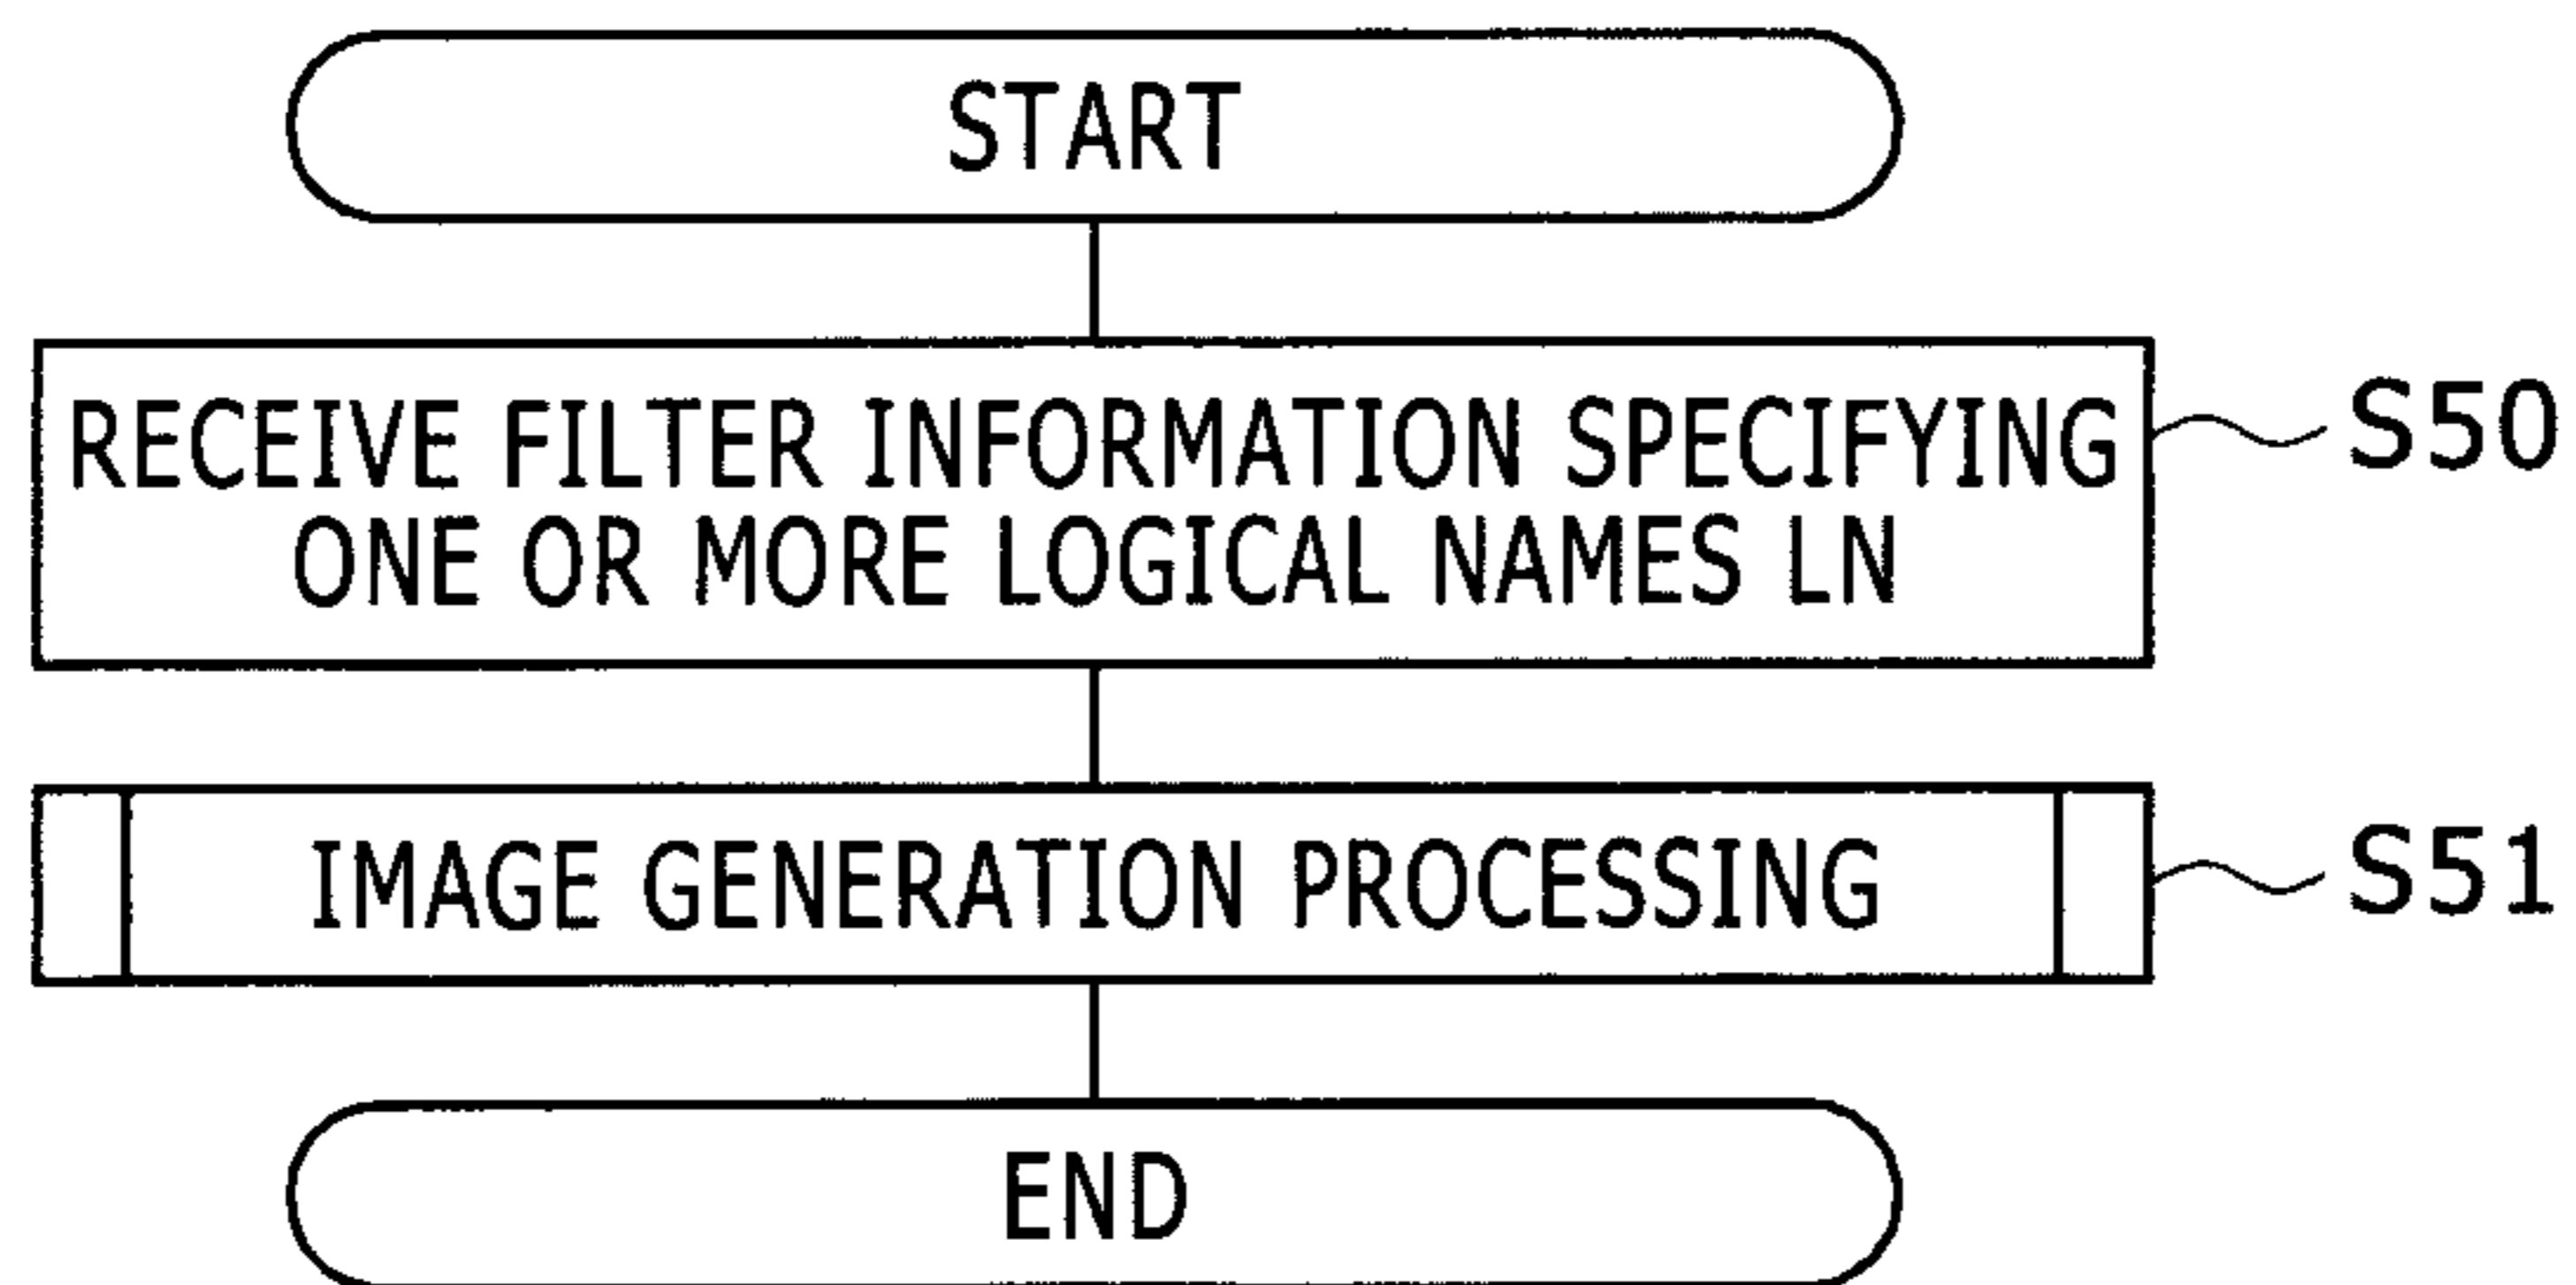 START
RECEIVE FILTER INFORMATION SPECIFYING
ONE OR MORE LOGICAL NAMES LN
S50
IMAGE GENERATION PROCESSING
S51
END